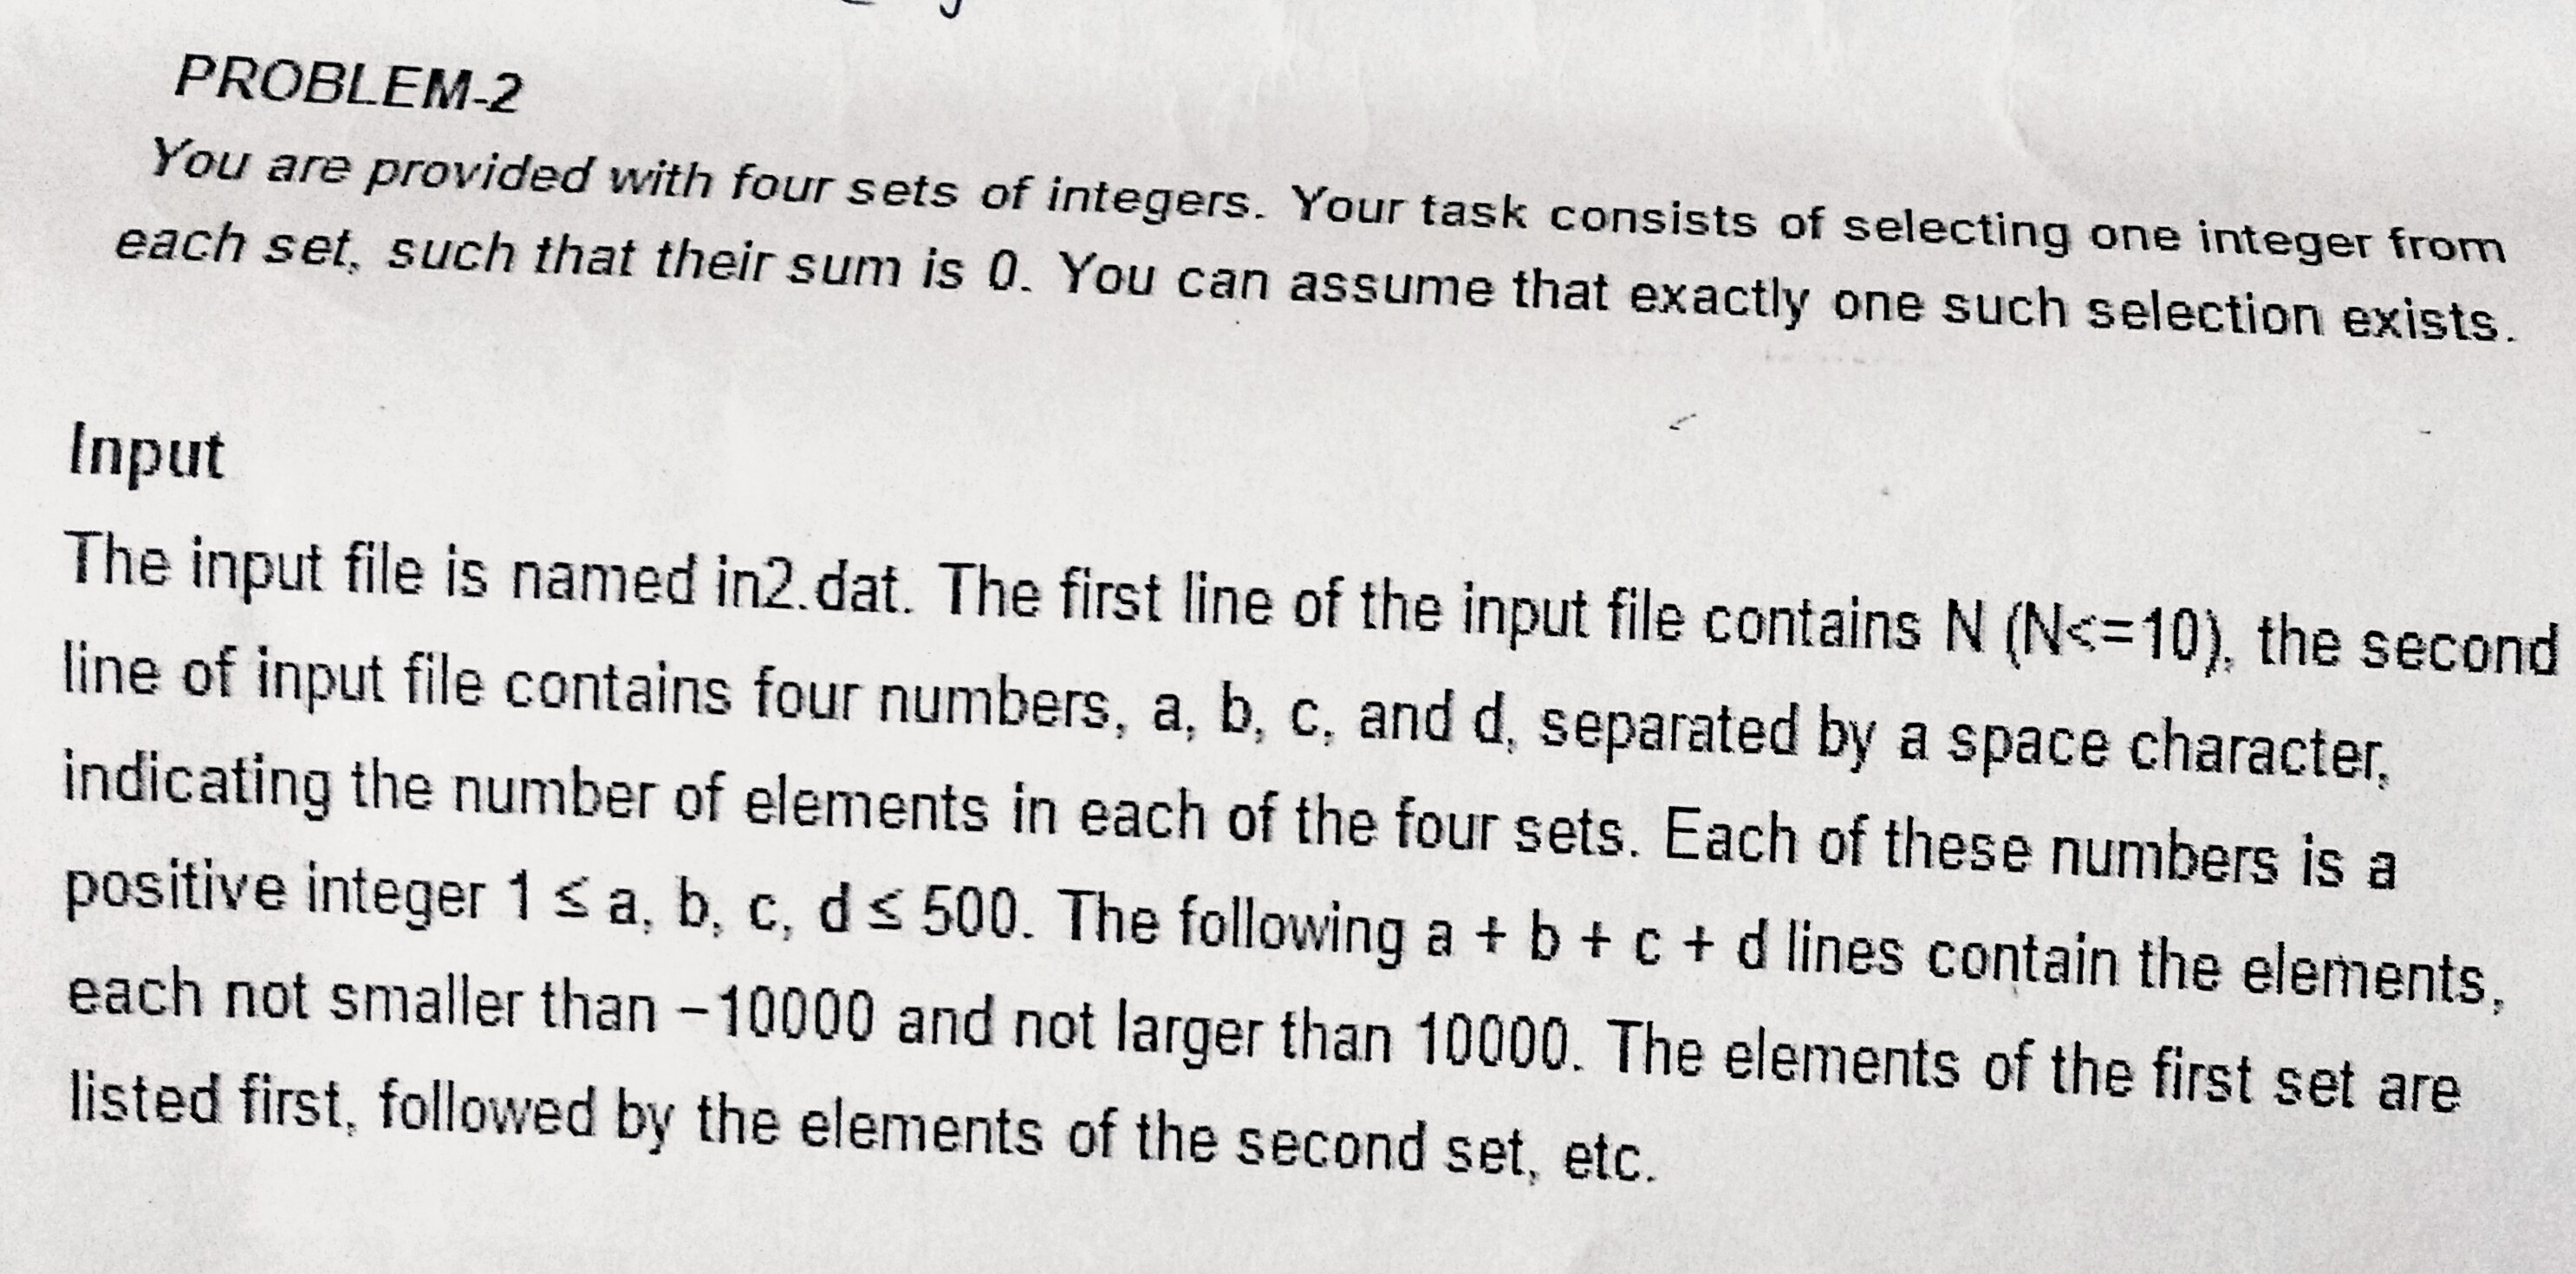 PROBLEM-2
You are provided with four sets of integers. Your task consists of selecting one integer from
each set, such that their sum is 0. You can assume that exactly one such selection exists.
Input
The input file is named in2.dat. The first line of the input file contains N (N<=10), the second
line of input file contains four numbers, a, b, c, and d, separated by a space character,
indicating the number of elements in each of the four sets. Each of these numbers is a
positive integer 1 ≤ a, b, c, d ≤ 500. The following a + b + c + d lines contain the elements,
each not smaller than −10000 and not larger than 10000. The elements of the first set are
listed first, followed by the elements of the second set, etc.